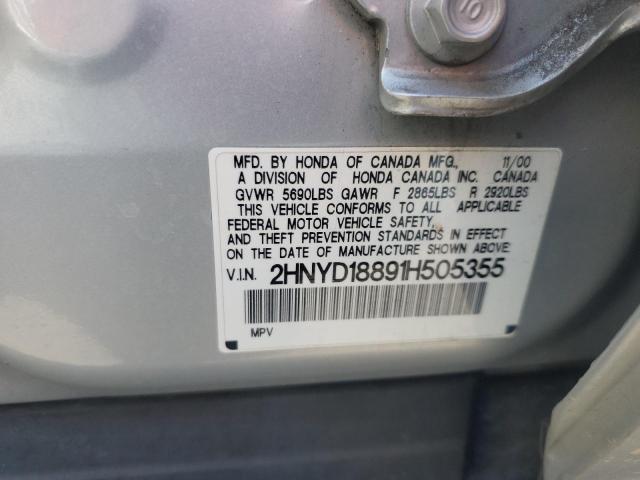 10
MFD. BY HONDA OF CANADA MFG., 11/00
A DIVISION OF HONDA CANADA INC. CANADA
GVWR 5690LBS GAWR F 2865LBS R 2920LBS
THIS VEHICLE CONFORMS TO ALL APPLICABLE
FEDERAL MOTOR VEHICLE SAFETY,
AND THEFT PREVENTION STANDARDS IN EFFECT
ON THE DATE OF MANUFACTURE SHOWN ABOVE:
V.I.N. 2HNYD18891H505355
MPV